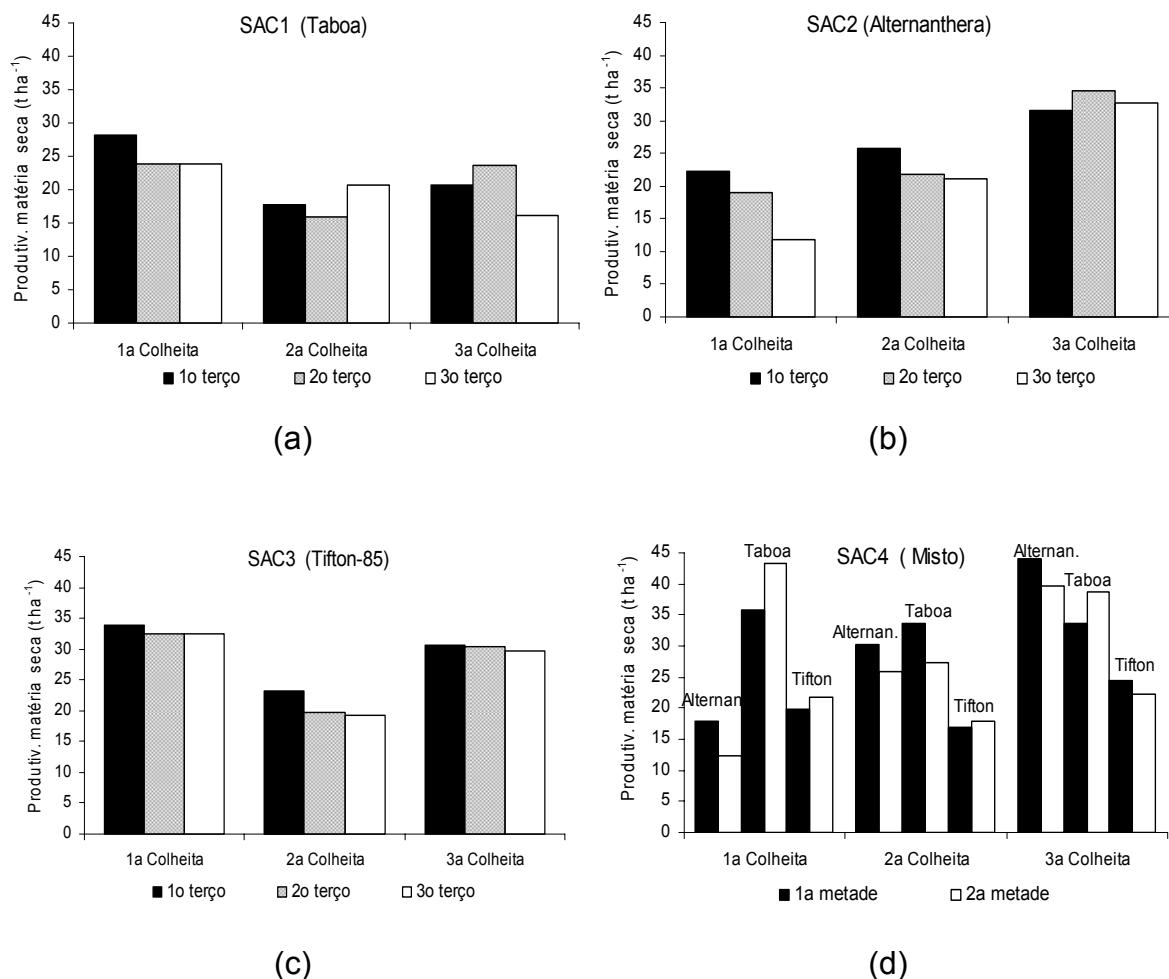 SAC1 (Taboa)
Produtiv. matéria seca (t ha⁻¹)
45
40
35
30
25
20
15
10
5
0
1a Colheita 2a Colheita 3a Colheita
1o terço 2o terço 3o terço
(a)
SAC2 (Alternanthera)
Produtiv. matéria seca (t ha⁻¹)
45
40
35
30
25
20
15
10
5
0
1a Colheita 2a Colheita 3a Colheita
1o terço 2o terço 3o terço
(b)
SAC3 (Tifton-85)
Produtiv. matéria seca (t ha⁻¹)
45
40
35
30
25
20
15
10
5
0
1a Colheita 2a Colheita 3a Colheita
1o terço 2o terço 3o terço
(c)
SAC4 ( Misto)
Produtiv. matéria seca (t ha⁻¹)
45
40
35
30
25
20
15
10
5
0
Alternan.
Taboa
Tifton
Alternan.
Taboa
Tifton
Alternan.
Taboa
Tifton
1a Colheita 2a Colheita 3a Colheita
1a metade 2a metade
(d)